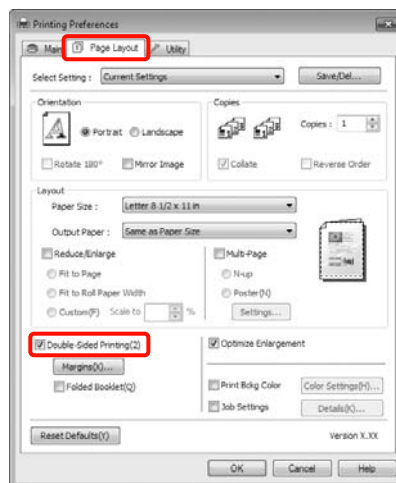 Printing Preferences
Main Page Layout Utility
Select Setting : Current Settings Save/Del...
Orientation Copies
Portrait Landscape Copies : 1
Rotate 180° Mirror Image Collate Reverse Order
Layout
Paper Size : Letter 8 1/2 x 11 in
Output Paper : Same as Paper Size
Reduce/Enlarge Multi-Page
Fit to Page N-up
Fit to Roll Paper Width Poster(N)
Custom(P) Scale to % Settings...
Double-Sided Printing(2) Optimize Enlargement
Margins(X)...
Folded Booklet(Q) Print Bckg Color Color Settings(H)...
Job Settings Details(K)...
Reset Defaults(Y) Version X.XX
OK Cancel Help